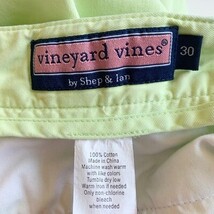 vineyard vines®
30
by Shep & Ian
100% Cotton
Made in China
Machine wash warm
with like colors
Tumble dry low
Warm iron if needed
Only non-chlorine
bleach
when needed